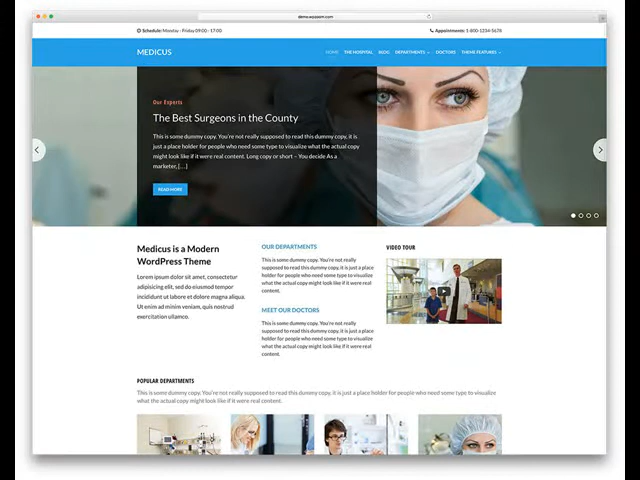 demo.wpzoom.com
Schedule: Monday - Friday 09:00 - 17:00
Appointments: 1-800-1234-5678
MEDICUS
HOME THE HOSPITAL BLOG DEPARTMENTS DOCTORS THEME FEATURES
Our Experts
The Best Surgeons in the County
This is some dummy copy. You're not really supposed to read this dummy copy, it is
just a place holder for people who need some type to visualize what the actual copy
might look like if it were real content. Long copy or short – You decide As a
marketer, [...]
READ MORE
Medicus is a Modern
WordPress Theme
Lorem ipsum dolor sit amet, consectetur
adipisicing elit, sed do eiusmod tempor
incididunt ut labore et dolore magna aliqua.
Ut enim ad minim veniam, quis nostrud
exercitation ullamco.
OUR DEPARTMENTS
This is some dummy copy. You're not really
supposed to read this dummy copy, it is just a place
holder for people who need some type to visualize
what the actual copy might look like if it were real
content.
MEET OUR DOCTORS
This is some dummy copy. You're not really
supposed to read this dummy copy, it is just a place
holder for people who need some type to visualize
what the actual copy might look like if it were real
content.
VIDEO TOUR
POPULAR DEPARTMENTS
This is some dummy copy. You're not really supposed to read this dummy copy, it is just a place holder for people who need some type to visualize
what the actual copy might look like if it were real content.